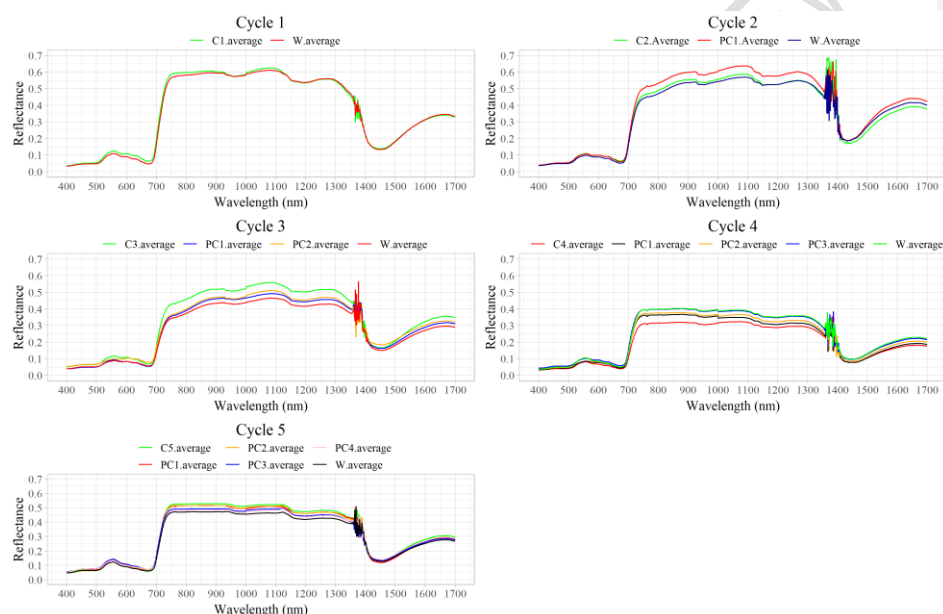 Cycle 1
C1.average W.average
0.7
0.6
0.5
0.4
0.3
0.2
0.1
0.0
Reflectance
400 500 600 700 800 900 1000 1100 1200 1300 1400 1500 1600 1700
Wavelength (nm)
Cycle 2
C2.Average PC1.Average W.Average
0.7
0.6
0.5
0.4
0.3
0.2
0.1
0.0
Reflectance
400 500 600 700 800 900 1000 1100 1200 1300 1400 1500 1600 1700
Wavelength (nm)
Cycle 3
C3.average PC1.average PC2.average W.average
0.7
0.6
0.5
0.4
0.3
0.2
0.1
0.0
Reflectance
400 500 600 700 800 900 1000 1100 1200 1300 1400 1500 1600 1700
Wavelength (nm)
Cycle 4
C4.average PC1.average PC2.average PC3.average W.average
0.7
0.6
0.5
0.4
0.3
0.2
0.1
0.0
Reflectance
400 500 600 700 800 900 1000 1100 1200 1300 1400 1500 1600 1700
Wavelength (nm)
Cycle 5
C5.average PC2.average PC4.average
PC1.average PC3.average W.average
0.7
0.6
0.5
0.4
0.3
0.2
0.1
0.0
Reflectance
400 500 600 700 800 900 1000 1100 1200 1300 1400 1500 1600 1700
Wavelength (nm)